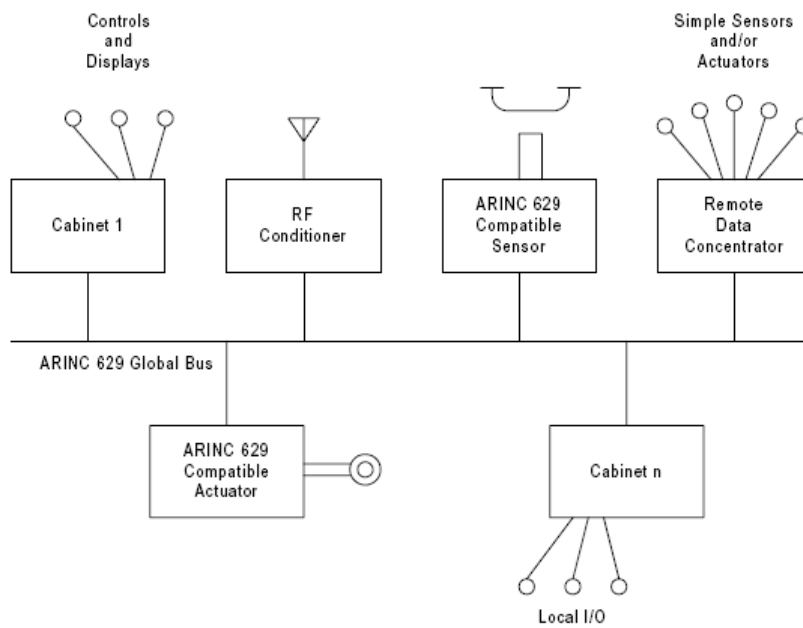 Controls
and
Displays
Simple Sensors
and/or
Actuators
Cabinet 1
RF
Conditioner
ARINC 629
Compatible
Sensor
Remote
Data
Concentrator
ARINC 629 Global Bus
ARINC 629
Compatible
Actuator
Cabinet n
Local I/O